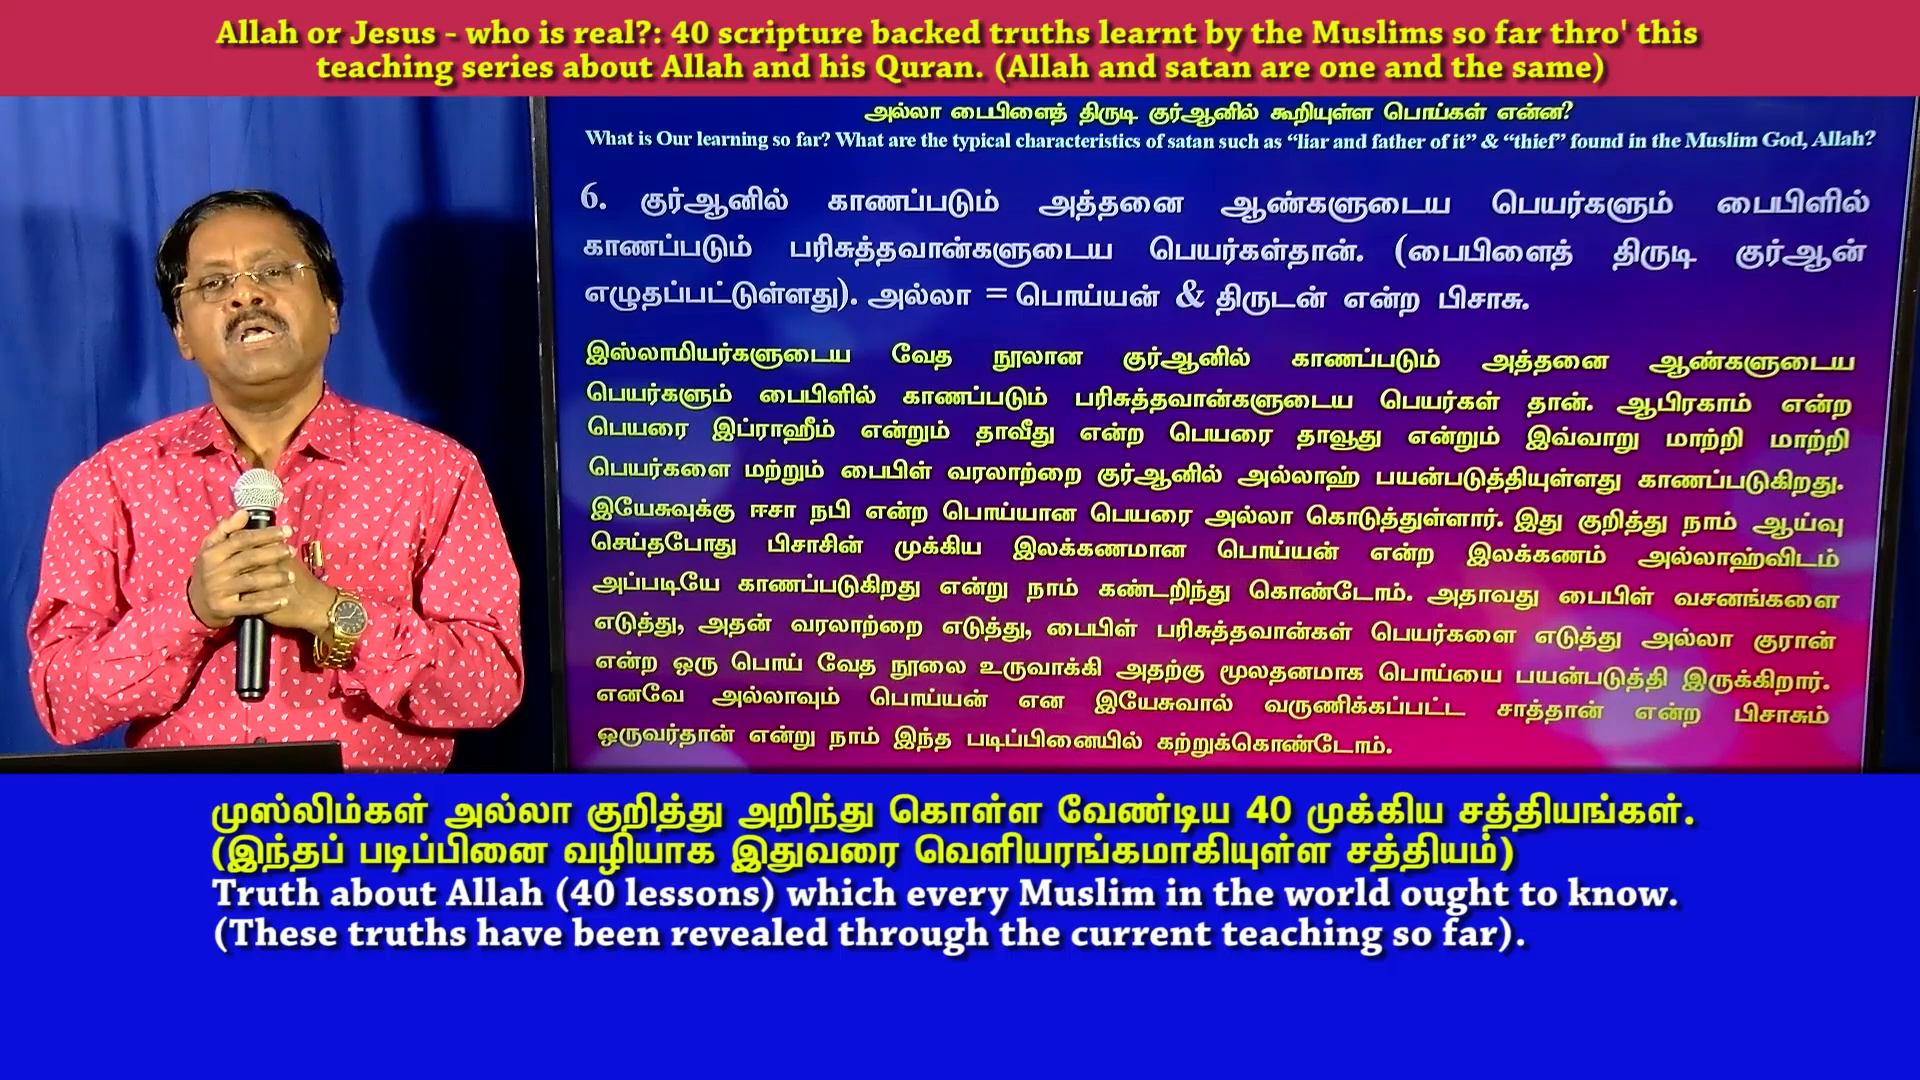 Allah or Jesus - who is real?: 40 scripture backed truths learnt by the Muslims so far thro' this
teaching series about Allah and his Quran. (Allah and satan are one and the same)
அல்லா பைபிளைத் திருடி குர்ஆனில் கூறியுள்ள பொய்கள் என்ன?
What is Our learning so far? What are the typical characteristics of satan such as “liar and father of it” & “thief” found in the Muslim God, Allah?
6. குர்ஆனில் காணப்படும் அத்தனை ஆண்களுடைய பெயர்களும் பைபிளில்
காணப்படும் பரிசுத்தவான்களுடைய பெயர்கள்தான். (பைபிளைத் திருடி குர்ஆன்
எழுதப்பட்டுள்ளது). அல்லா = பொய்யன் & திருடன் என்ற பிசாசு.
இஸ்லாமியர்களுடைய வேத நூலான குர்ஆனில் காணப்படும் அத்தனை ஆண்களுடைய
பெயர்களும் பைபிளில் காணப்படும் பரிசுத்தவான்களுடைய பெயர்கள் தான். ஆபிரகாம் என்ற
பெயரை இப்ராஹீம் என்றும் தாவீது என்ற பெயரை தாவூது என்றும் இவ்வாறு மாற்றி மாற்றி
பெயர்களை மற்றும் பைபிள் வரலாற்றை குர்ஆனில் அல்லாஹ் பயன்படுத்தியுள்ளது காணப்படுகிறது.
இயேசுவுக்கு ஈசா நபி என்ற பொய்யான பெயரை அல்லா கொடுத்துள்ளார். இது குறித்து நாம் ஆய்வு
செய்தபோது பிசாசின் முக்கிய இலக்கணமான பொய்யன் என்ற இலக்கணம் அல்லாஹ்விடம்
அப்படியே காணப்படுகிறது என்று நாம் கண்டறிந்து கொண்டோம். அதாவது பைபிள் வசனங்களை
எடுத்து, அதன் வரலாற்றை எடுத்து, பைபிள் பரிசுத்தவான்கள் பெயர்களை எடுத்து அல்லா குரான்
என்ற ஒரு பொய் வேத நூலை உருவாக்கி அதற்கு மூலதனமாக பொய்யை பயன்படுத்தி இருக்கிறார்.
எனவே அல்லாவும் பொய்யன் என இயேசுவால் வருணிக்கப்பட்ட சாத்தான் என்ற பிசாசும்
ஒருவர்தான் என்று நாம் இந்த படிப்பினையில் கற்றுக்கொண்டோம்.
முஸ்லிம்கள் அல்லா குறித்து அறிந்து கொள்ள வேண்டிய 40 முக்கிய சத்தியங்கள்.
(இந்தப் படிப்பினை வழியாக இதுவரை வெளியரங்கமாகியுள்ள சத்தியம்)
Truth about Allah (40 lessons) which every Muslim in the world ought to know.
(These truths have been revealed through the current teaching so far).